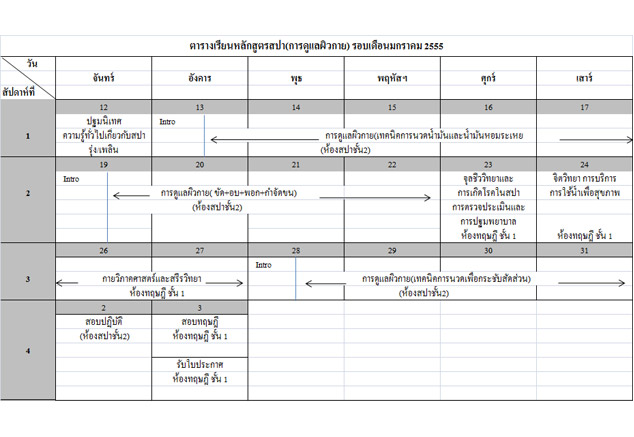 ตารางเรียนหลักสูตรสปา(การดูแลผิวกาย) รอบเดือนมกราคม 2555
วัน
จันทร์ อังคาร พุธ พฤหัสฯ ศุกร์ เสาร์
สัปดาห์ที่
12 13 14 15 16 17
1
ปฐมนิเทศ
ความรู้ทั่วไปเกี่ยวกับสปา
รุ่งเพลิน
Intro
การดูแลผิวกาย(เทคนิคการนวดน้ำมันและน้ำมันหอมระเหย
(ห้องสปาชั้น2)
19 20 21 22 23 24
2
Intro
การดูแลผิวกาย( ขัด+อบ+พอก+กำจัดขน)
(ห้องสปาชั้น2)
จุลชีววิทยาและ
การเกิดโรคในสปา
การตรวจประเมินและ
การปฐมพยาบาล
ห้องทฤษฎี ชั้น 1
จิตวิทยา การบริการ
การใช้น้ำเพื่อสุขภาพ
ห้องทฤษฎี ชั้น 1
26 27 28 29 30 31
3
กายวิภาคศาสตร์และสรีรวิทยา
ห้องทฤษฎี ชั้น 1
Intro
การดูแลผิวกาย(เทคนิคการนวดเพื่อกระชับสัดส่วน)
(ห้องสปาชั้น2)
2 3
4
สอบปฏิบัติ
(ห้องสปาชั้น2)
สอบทฤษฎี
ห้องทฤษฎี ชั้น 1
รับใบประกาศ
ห้องทฤษฎี ชั้น 1